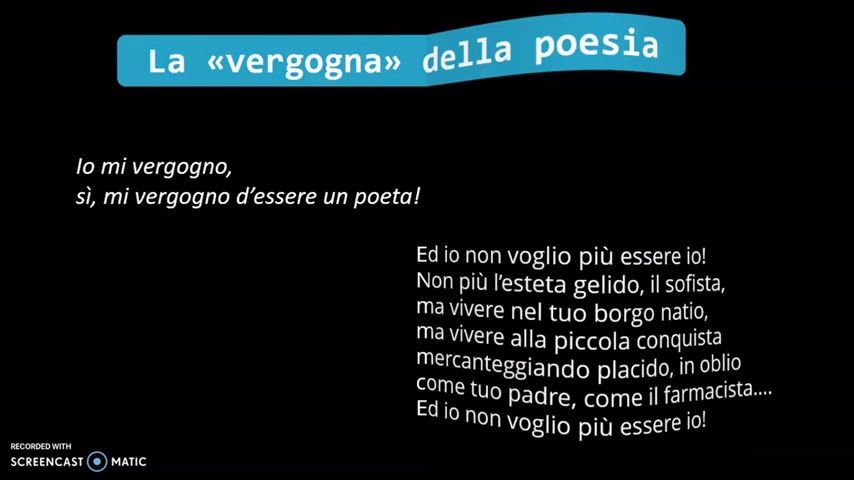 La «vergogna» della poesia
Io mi vergogno,
sì, mi vergogno d'essere un poeta!
Ed io non voglio più essere io!
Non più l'esteta gelido, il sofista,
ma vivere nel tuo borgo natio,
ma vivere alla piccola conquista
mercanteggiando placido, in oblio
come tuo padre, come il farmacista....
Ed io non voglio più essere io!
RECORDED WITH
SCREENCAST MATIC